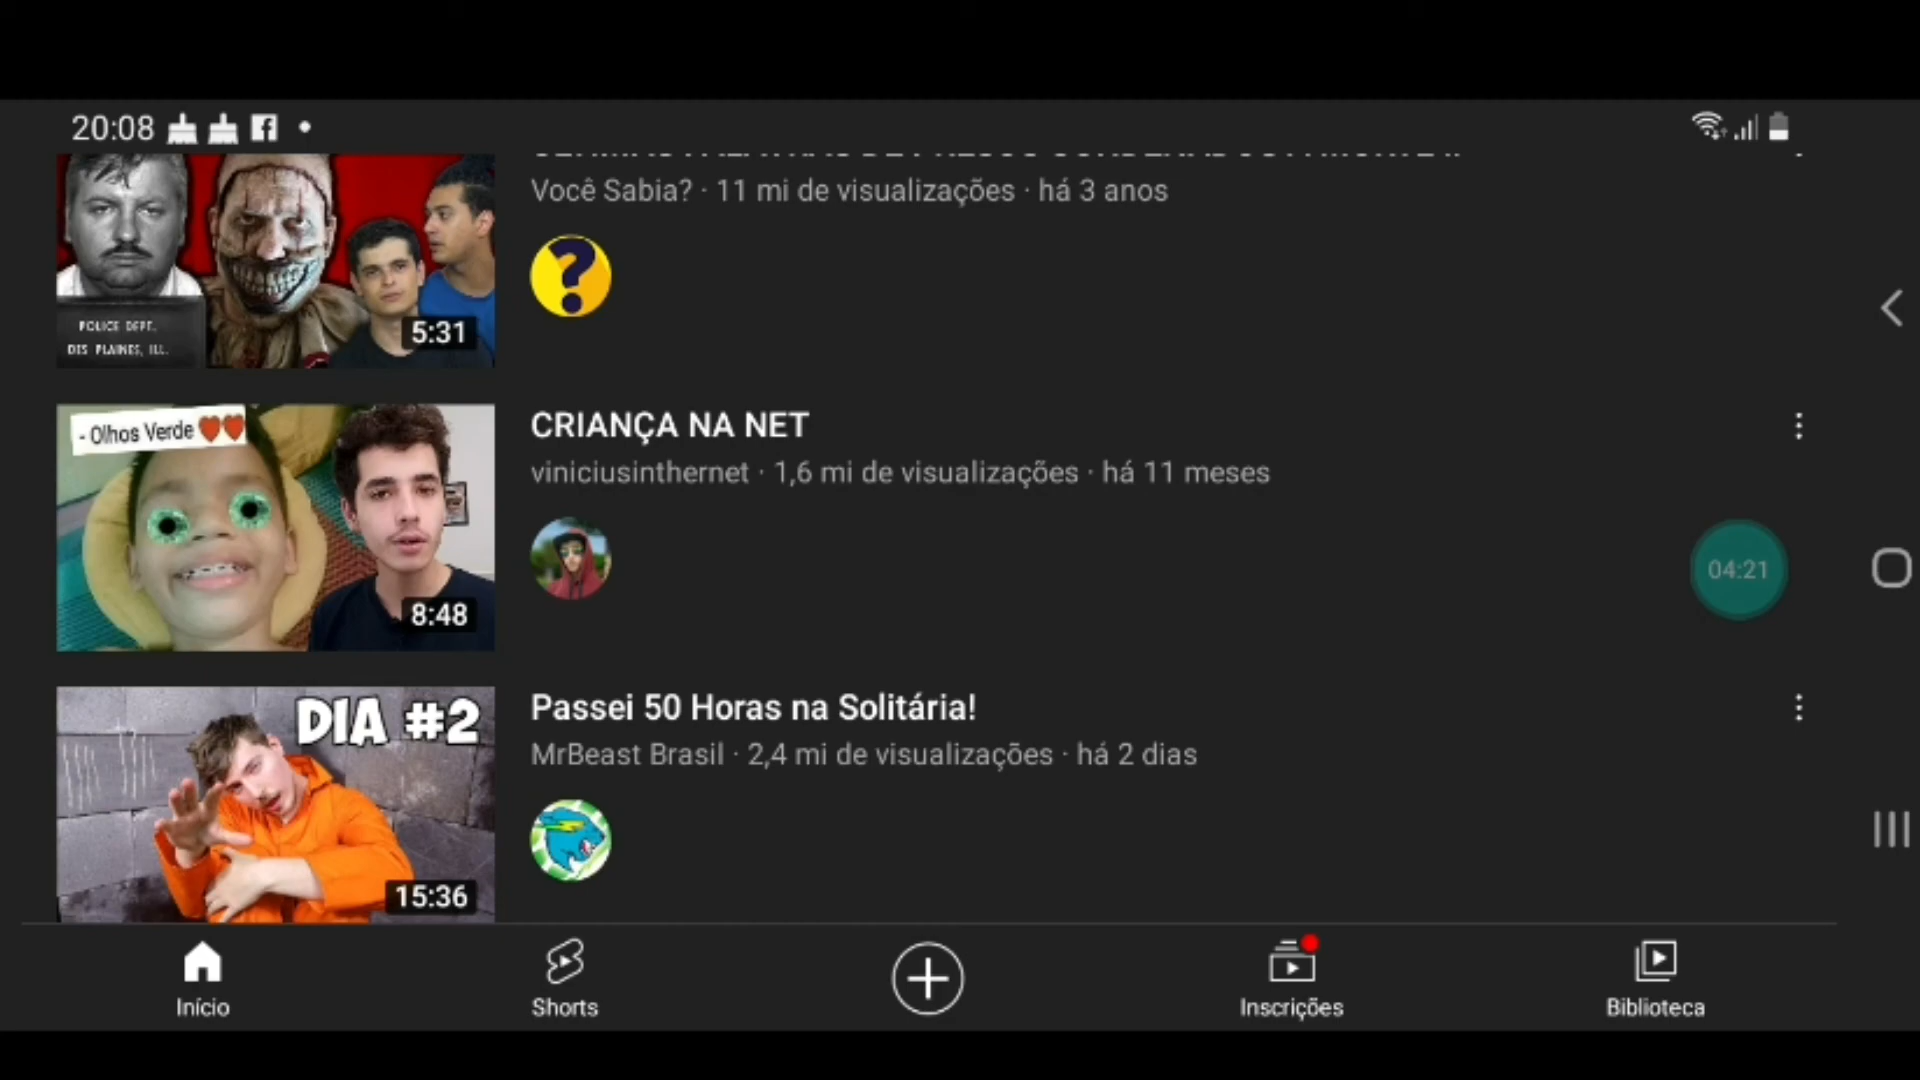 20:08
Você Sabia? · 11 mi de visualizações · há 3 anos
POLICE DEPT.
DES PLAINES, ILL.
5:31
- Olhos Verde ❤️❤️
CRIANÇA NA NET
viniciusinthernet · 1,6 mi de visualizações · há 11 meses
04:21
8:48
DIA #2
Passei 50 Horas na Solitária!
MrBeast Brasil · 2,4 mi de visualizações · há 2 dias
15:36
Início
Shorts
Inscrições
Biblioteca